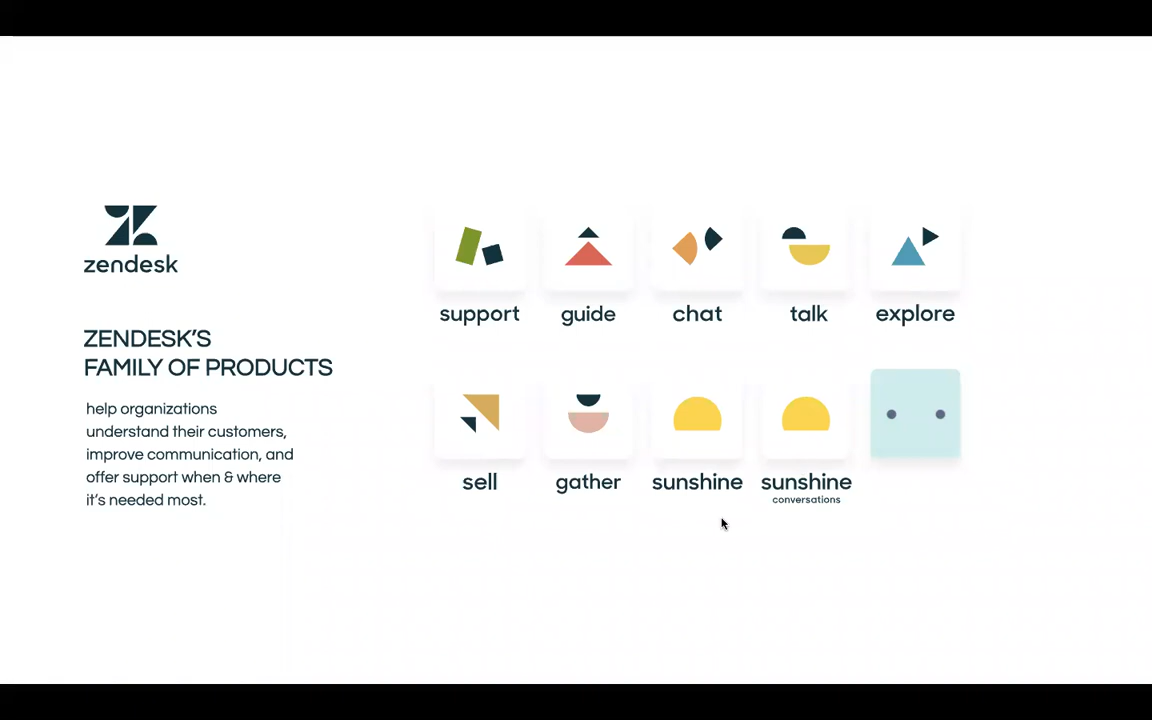 zendesk
ZENDESK'S
FAMILY OF PRODUCTS
help organizations
understand their customers,
improve communication, and
offer support when & where
it's needed most.
support
guide
chat
talk
explore
sell
gather
sunshine
sunshine
conversations